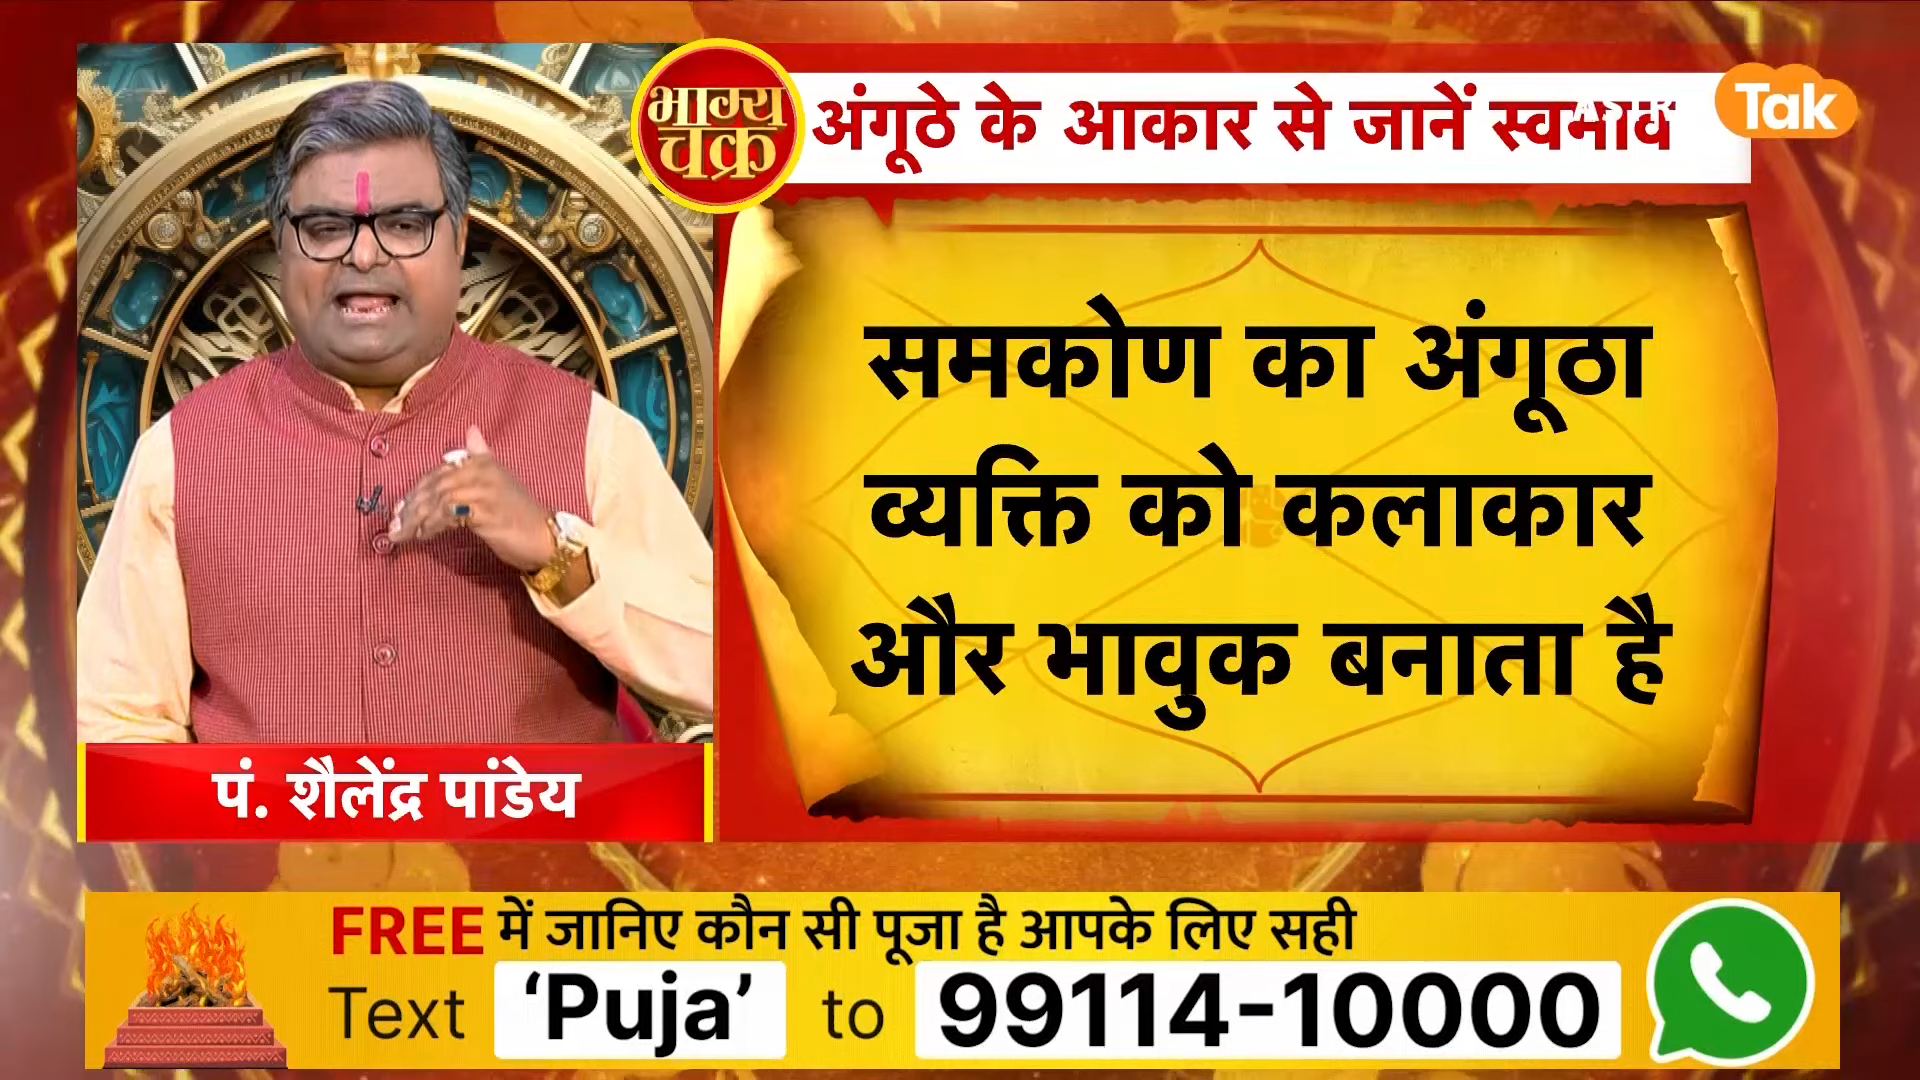 भाग्य
चक्र
अंगूठे के आकार से जानें स्वभाव
Tak
समकोण का अंगूठा
व्यक्ति को कलाकार
और भावुक बनाता है
पं. शैलेंद्र पांडेय
FREE में जानिए कौन सी पूजा है आपके लिए सही
Text 'Puja' to 99114-10000